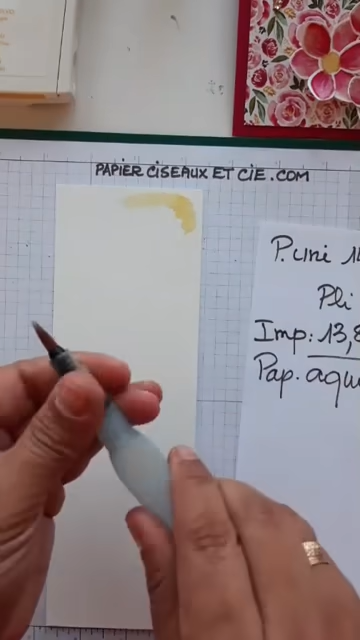 PAPIER CISEAUX ET CIE.COM
P. uni
Pli
Imp: 13,8
Pap. aqu